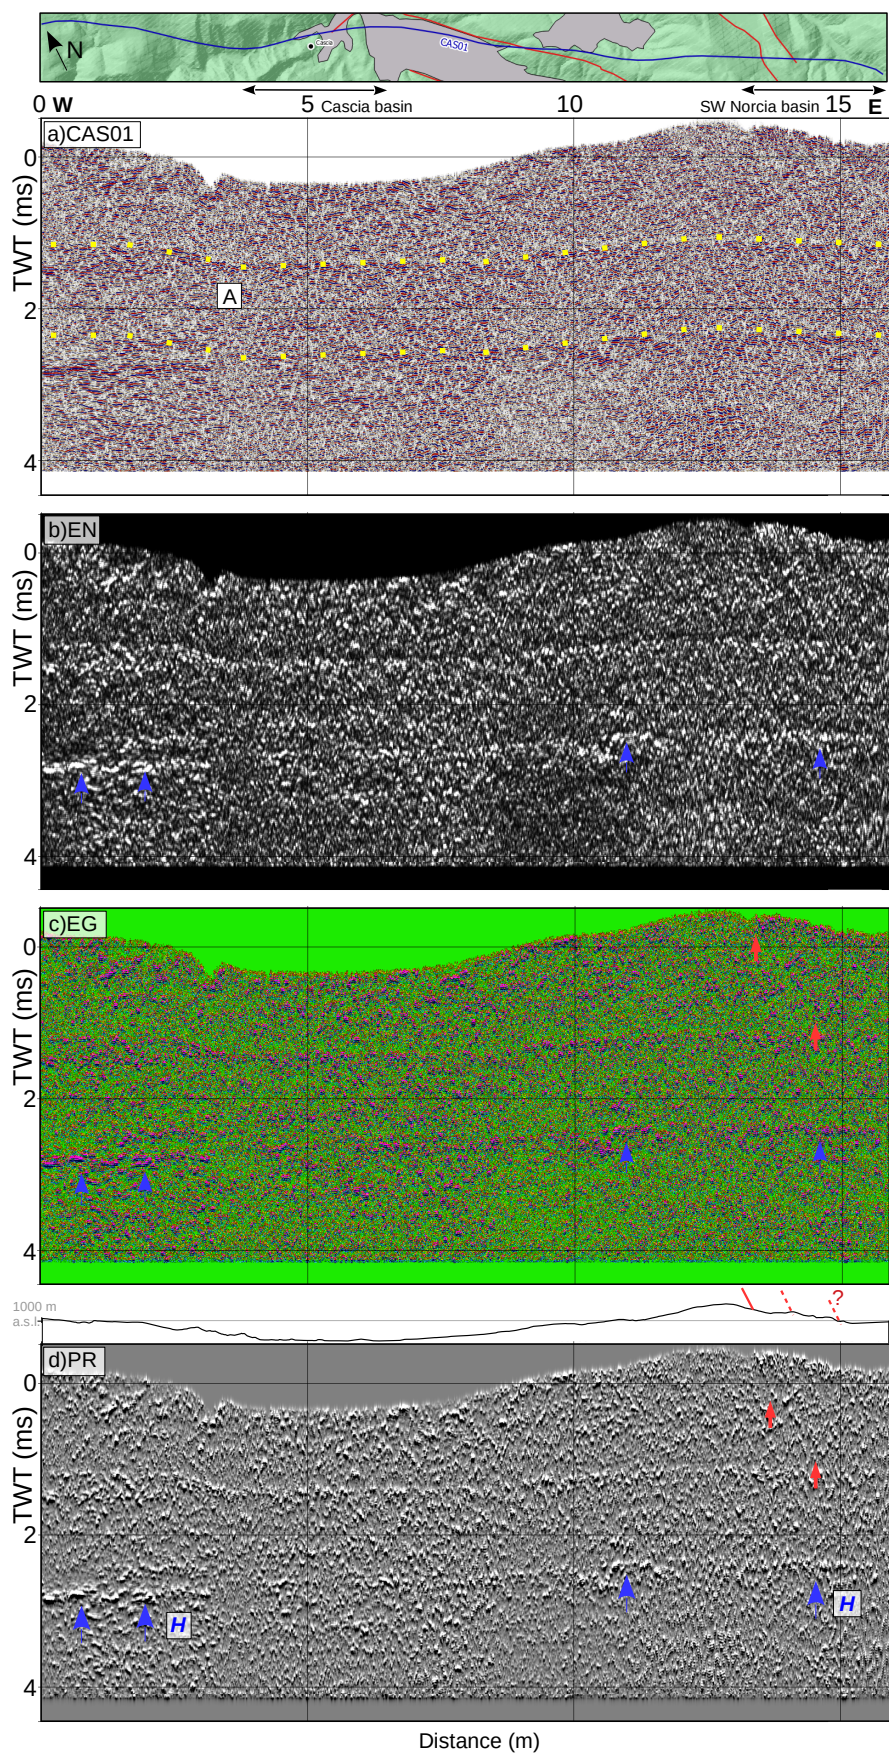 N
Cascia
CAS01
0 W 5 Cascia basin 10 SW Norcia basin 15 E
a)CAS01
0
2
4
TWT (ms)
A
b)EN
0
2
4
TWT (ms)
c)EG
0
2
4
TWT (ms)
1000 m
a.s.l.
?
d)PR
0
2
4
TWT (ms)
H
H
Distance (m)